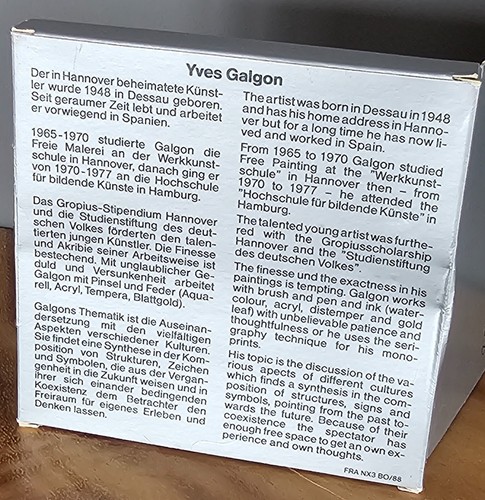 Yves Galgon
Der in Hannover beheimatete Künst-
ler wurde 1948 in Dessau geboren.
Seit geraumer Zeit lebt und arbeitet
er vorwiegend in Spanien.
1965-1970 studierte Galgon die
Freie Malerei an der Werkkunst-
schule in Hannover, danach ging er
von 1970-1977 an die Hochschule
für bildende Künste in Hamburg.
Das Gropius-Stipendium Hannover
und die Studienstiftung des deut-
schen Volkes förderten den talen-
tierten jungen Künstler. Die Finesse
und Akribie seiner Arbeitsweise ist
bestechend. Mit unglaublicher Ge-
duld und Versunkenheit arbeitet
Galgon mit Pinsel und Feder (Aqua-
rell, Acryl, Tempera, Blattgold).
Galgons Thematik ist die Auseinan-
dersetzung mit den vielfältigen
Aspekten verschiedener Kulturen.
Sie findet eine Synthese in der Kom-
position von Strukturen, Zeichen
und Symbolen, die aus der Vergan-
genheit in die Zukunft weisen und in
ihrer sich einander bedingenden
Koexistenz dem Betrachter den
Freiraum für eigenes Erleben und
Denken lassen.
The artist was born in Dessau in 1948
and has his home address in Hanno-
ver but for a long time he has now li-
ved and worked in Spain.
From 1965 to 1970 Galgon studied
Free Painting at the "Werkkunst-
schule" in Hannover then – from
1970 to 1977 – he attended the
"Hochschule für bildende Künste" in
Hamburg.
The talented young artist was furthe-
red with the Gropiusscholarship
Hannover and the "Studienstiftung
des deutschen Volkes".
The finesse und the exactness in his
paintings is tempting. Galgon works
with brush and pen and ink (water-
colour, acryl, distemper and gold
leaf) with unbelievable patience and
thoughtfulness or he uses the seri-
graphy technique for his mono-
prints.
His topic is the discussion of the va-
rious apects of different cultures
which finds a synthesis in the com-
position of structures, signs and
symbols, pointing from the past to-
wards the future. Because of their
coexistence the spectator has
enough free space to get an own ex-
perience and own thoughts.
FRA NX3 BO/88